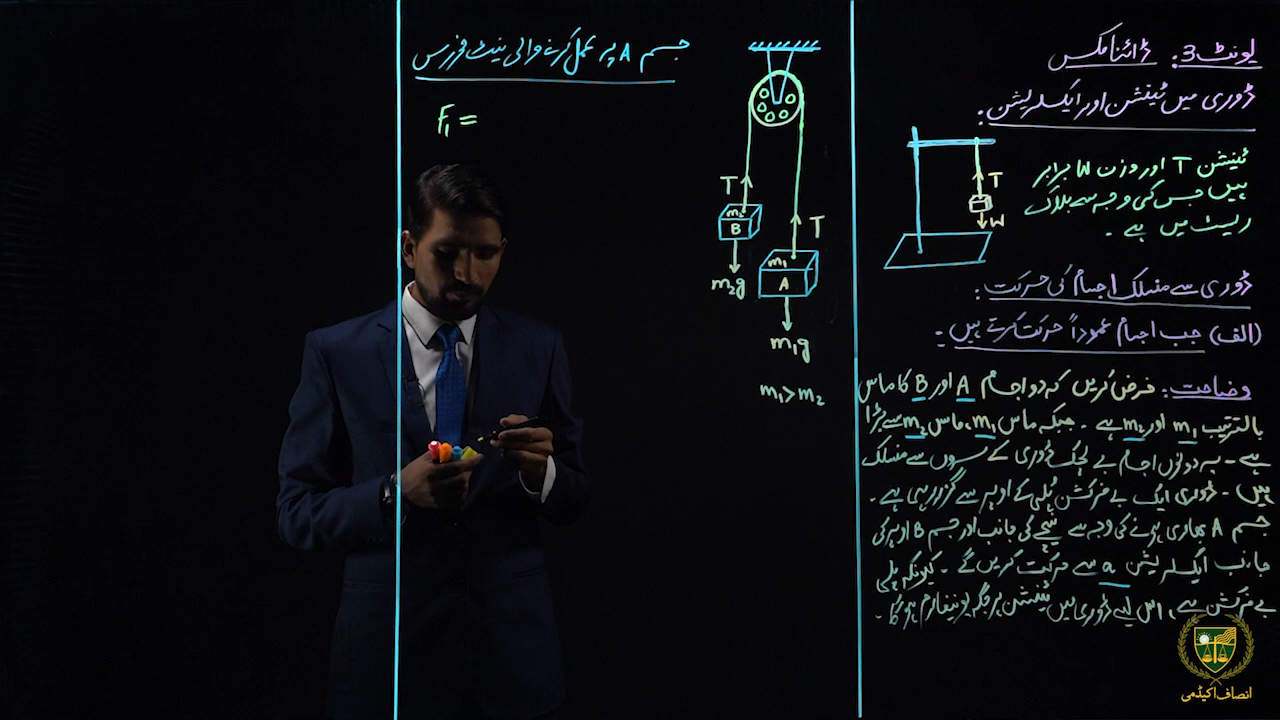 یونٹ 3: ڈائنامکس
ڈوری میں ٹینشن اور ایکسلریشن:
ٹینشن T اور وزن W برابر
ہیں جس کی وجہ سے بلاک
ریسٹ میں ہے۔
T
W
ڈوری سے منسلک اجسام کی حرکت:
(الف) جب اجسام عموداً حرکت کرتے ہیں:
وضاحت: فرض کریں کہ دو اجسام A اور B کا ماس
بالترتیب m₁ اور m₂ ہے۔ جبکہ ماس m₁، ماس m₂ سے بڑا
ہے۔ یہ دونوں اجسام بے لچک ڈوری کے سروں سے منسلک
ہیں۔ ڈوری ایک بے فرکشن پُلی کے اوپر سے گزر رہی ہے۔
جسم A بھاری ہونے کی وجہ سے نیچے کی جانب اور جسم B اوپر کی
جانب ایکسلریشن a سے حرکت کریں گے۔ کیونکہ پلی
بے فرکشن ہے، اس لیے ڈوری میں ٹینشن ہر جگہ یونیفارم ہو گا۔
جسم A پر عمل کرنے والی نیٹ فورس
F₁ =
T
m₂
B
m₂g
T
m₁
A
m₁g
m₁>m₂
انصاف اکیڈمی